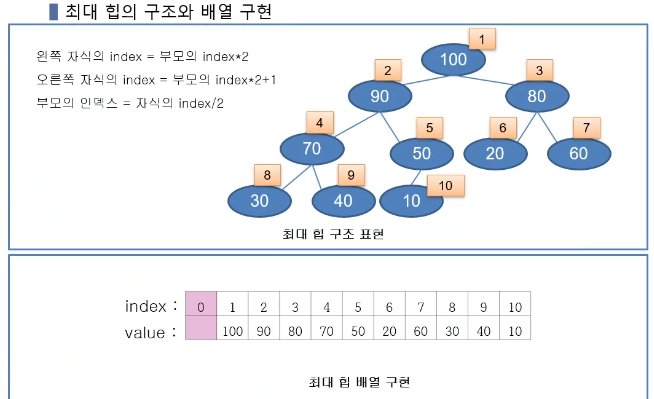 최대 힙의 구조와 배열 구현
왼쪽 자식의 index = 부모의 index*2
오른쪽 자식의 index = 부모의 index*2+1
부모의 인덱스 = 자식의 index/2
1
100
2
3
90
80
4
5
6
7
70
50
20
60
8
9
10
30
40
10
최대 힙 구조 표현
index : 0 1 2 3 4 5 6 7 8 9 10
value : 100 90 80 70 50 20 60 30 40 10
최대 힙 배열 구현